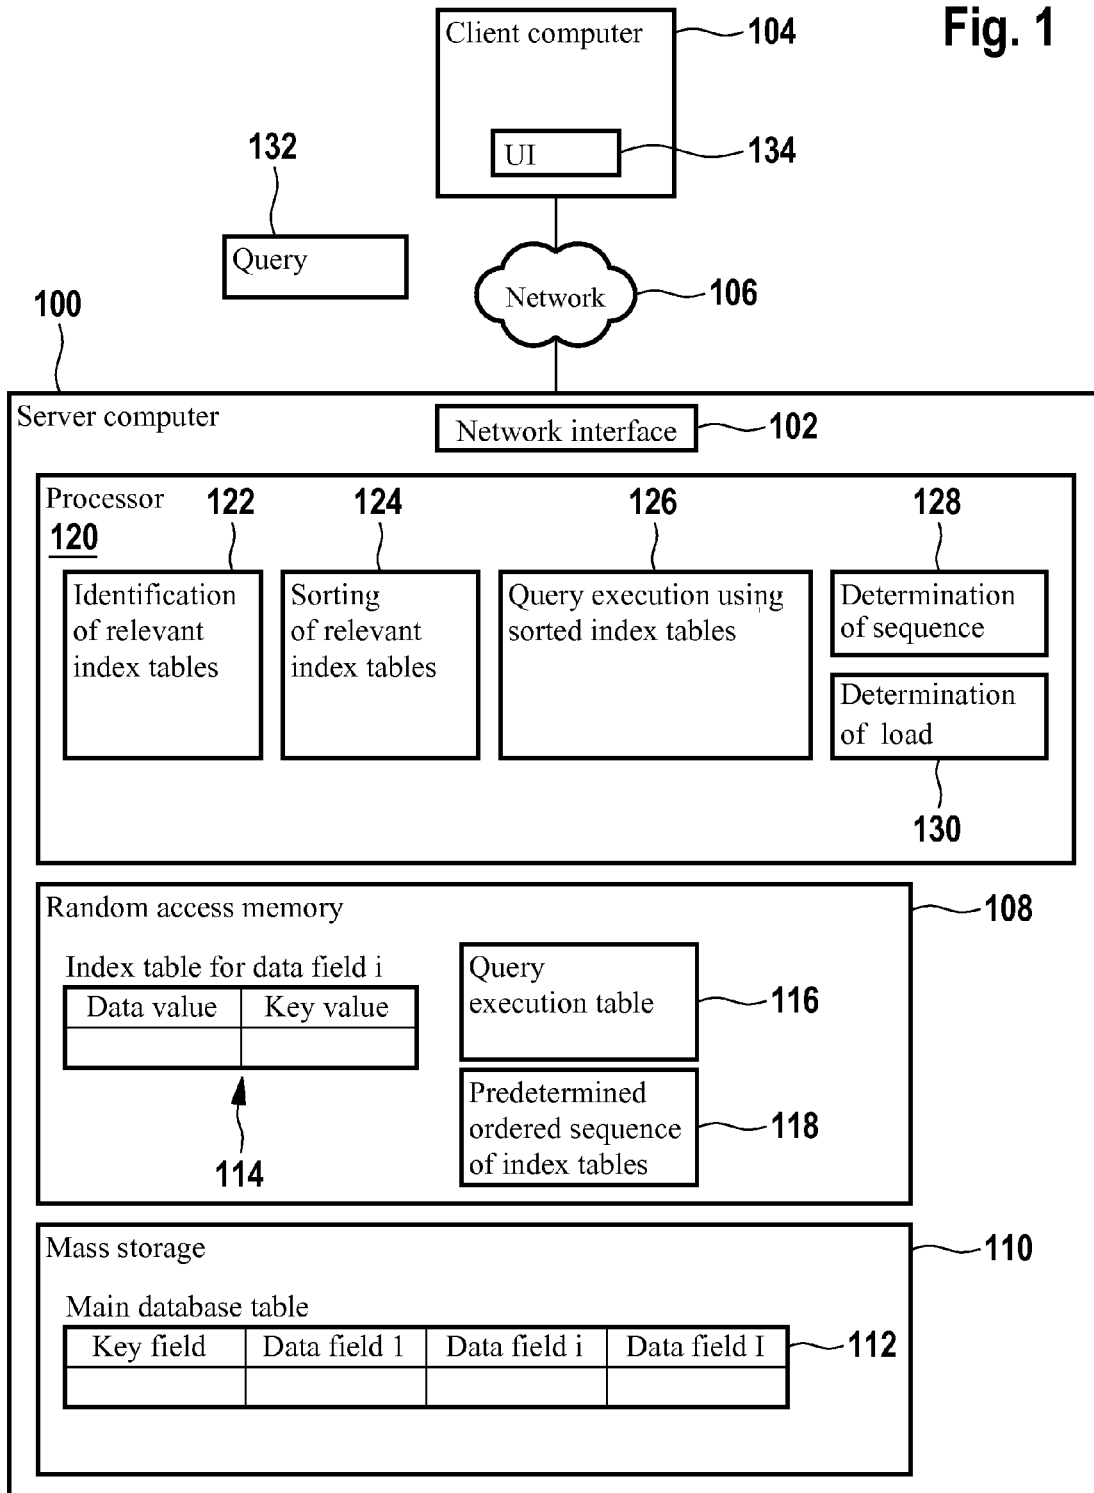 Fig. 1
Client computer
104
UI
134
132
Query
Network
106
100
Server computer
Network interface
102
Processor
120
122
124
126
128
Identification
of relevant
index tables
Sorting
of relevant
index tables
Query execution using
sorted index tables
Determination
of sequence
Determination
of load
130
Random access memory
108
Index table for data field i
Data value
Key value
114
Query
execution table
116
Predetermined
ordered sequence
of index tables
118
Mass storage
110
Main database table
Key field
Data field 1
Data field i
Data field I
112